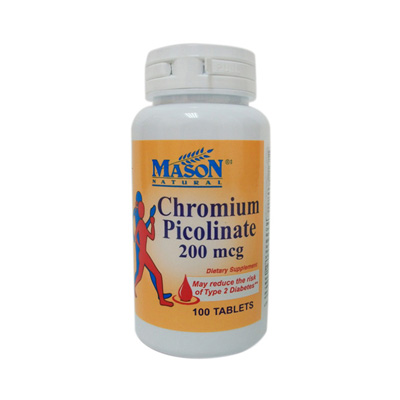 MASON®
NATURAL
Chromium
Picolinate
200 mcg
Dietary Supplement
May reduce the risk
of Type 2 Diabetes**
100 TABLETS